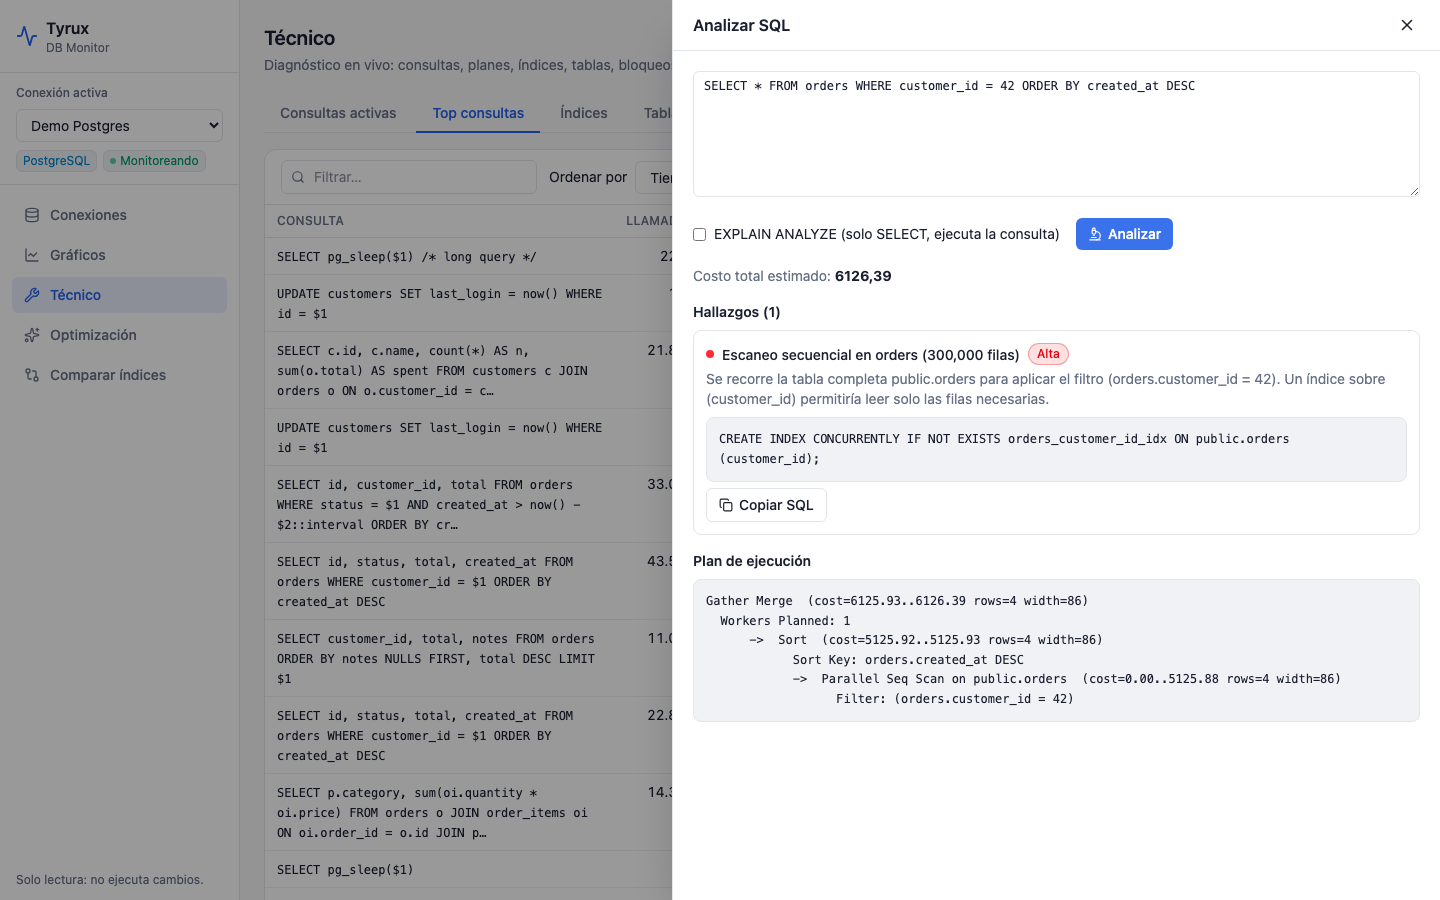 Tyrux
DB Monitor
Conexión activa
Demo Postgres
PostgreSQL
Monitoreando
Conexiones
Gráficos
Técnico
Optimización
Comparar índices
Solo lectura: no ejecuta cambios.
Técnico
Diagnóstico en vivo: consultas, planes, índices, tablas, bloqueos
Consultas activas
Top consultas
Índices
Filtrar...
Ordenar por
CONSULTA
SELECT pg_sleep($1) /* long query */
UPDATE customers SET last_login = now() WHERE
id = $1
SELECT c.id, c.name, count(*) AS n,
sum(o.total) AS spent FROM customers c JOIN
orders o ON o.customer_id = c…
UPDATE customers SET last_login = now() WHERE
id = $1
SELECT id, customer_id, total FROM orders
WHERE status = $1 AND created_at > now() -
$2::interval ORDER BY cr…
SELECT id, status, total, created_at FROM
orders WHERE customer_id = $1 ORDER BY
created_at DESC
SELECT customer_id, total, notes FROM orders
ORDER BY notes NULLS FIRST, total DESC LIMIT
$1
SELECT id, status, total, created_at FROM
orders WHERE customer_id = $1 ORDER BY
created_at DESC
SELECT p.category, sum(oi.quantity *
oi.price) FROM orders o JOIN order_items oi
ON oi.order_id = o.id JOIN p…
SELECT pg_sleep($1)
Analizar SQL
SELECT * FROM orders WHERE customer_id = 42 ORDER BY created_at DESC
EXPLAIN ANALYZE (solo SELECT, ejecuta la consulta)
Analizar
Costo total estimado: 6126,39
Hallazgos (1)
Escaneo secuencial en orders (300,000 filas)
Alta
Se recorre la tabla completa public.orders para aplicar el filtro (orders.customer_id = 42). Un índice sobre
(customer_id) permitiría leer solo las filas necesarias.
CREATE INDEX CONCURRENTLY IF NOT EXISTS orders_customer_id_idx ON public.orders
(customer_id);
Copiar SQL
Plan de ejecución
Gather Merge  (cost=6125.93..6126.39 rows=4 width=86)
Workers Planned: 1
->  Sort  (cost=5125.92..5125.93 rows=4 width=86)
Sort Key: orders.created_at DESC
->  Parallel Seq Scan on public.orders  (cost=0.00..5125.88 rows=4 width=86)
Filter: (orders.customer_id = 42)